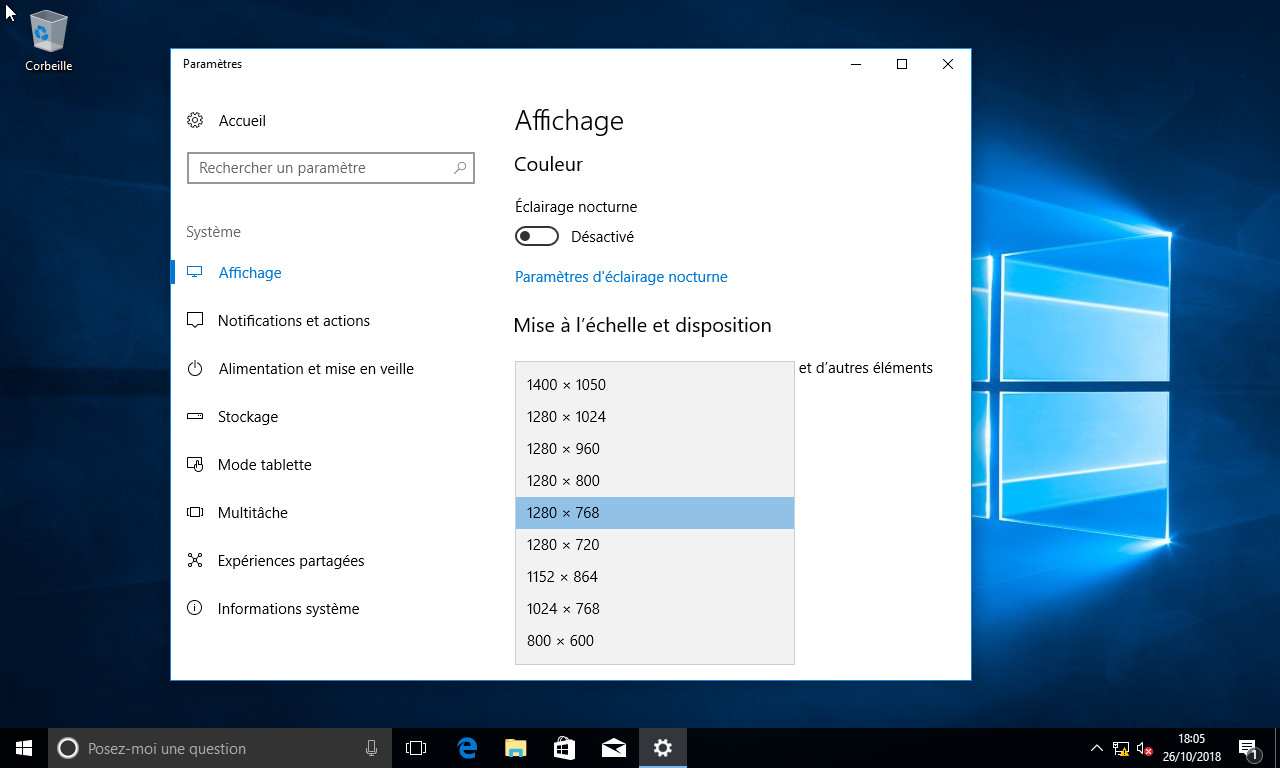 Corbeille
Paramètres
Accueil
Rechercher un paramètre
Système
Affichage
Notifications et actions
Alimentation et mise en veille
Stockage
Mode tablette
Multitâche
Expériences partagées
Informations système
Affichage
Couleur
Éclairage nocturne
Désactivé
Paramètres d'éclairage nocturne
Mise à l’échelle et disposition
et d’autres éléments
1400 × 1050
1280 × 1024
1280 × 960
1280 × 800
1280 × 768
1280 × 720
1152 × 864
1024 × 768
800 × 600
Posez-moi une question
18:05
26/10/2018
1